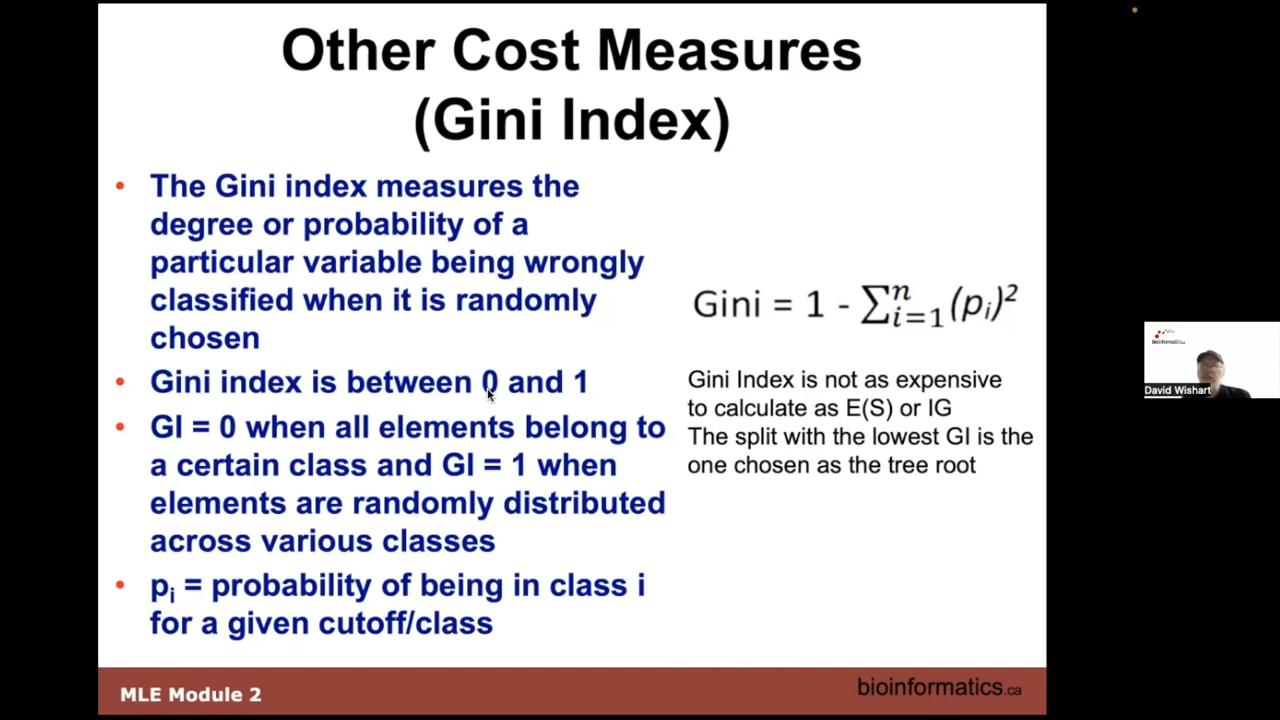 Other Cost Measures
(Gini Index)
• The Gini index measures the
degree or probability of a
particular variable being wrongly
classified when it is randomly
chosen
• Gini index is between 0 and 1
• GI = 0 when all elements belong to
a certain class and GI = 1 when
elements are randomly distributed
across various classes
• pᵢ = probability of being in class i
for a given cutoff/class
Gini = 1 - ∑ⁿᵢ₌₁(pᵢ)²
Gini Index is not as expensive
to calculate as E(S) or IG
The split with the lowest GI is the
one chosen as the tree root
MLE Module 2
bioinformatics.ca
bioinformatics.ca
David Wishart